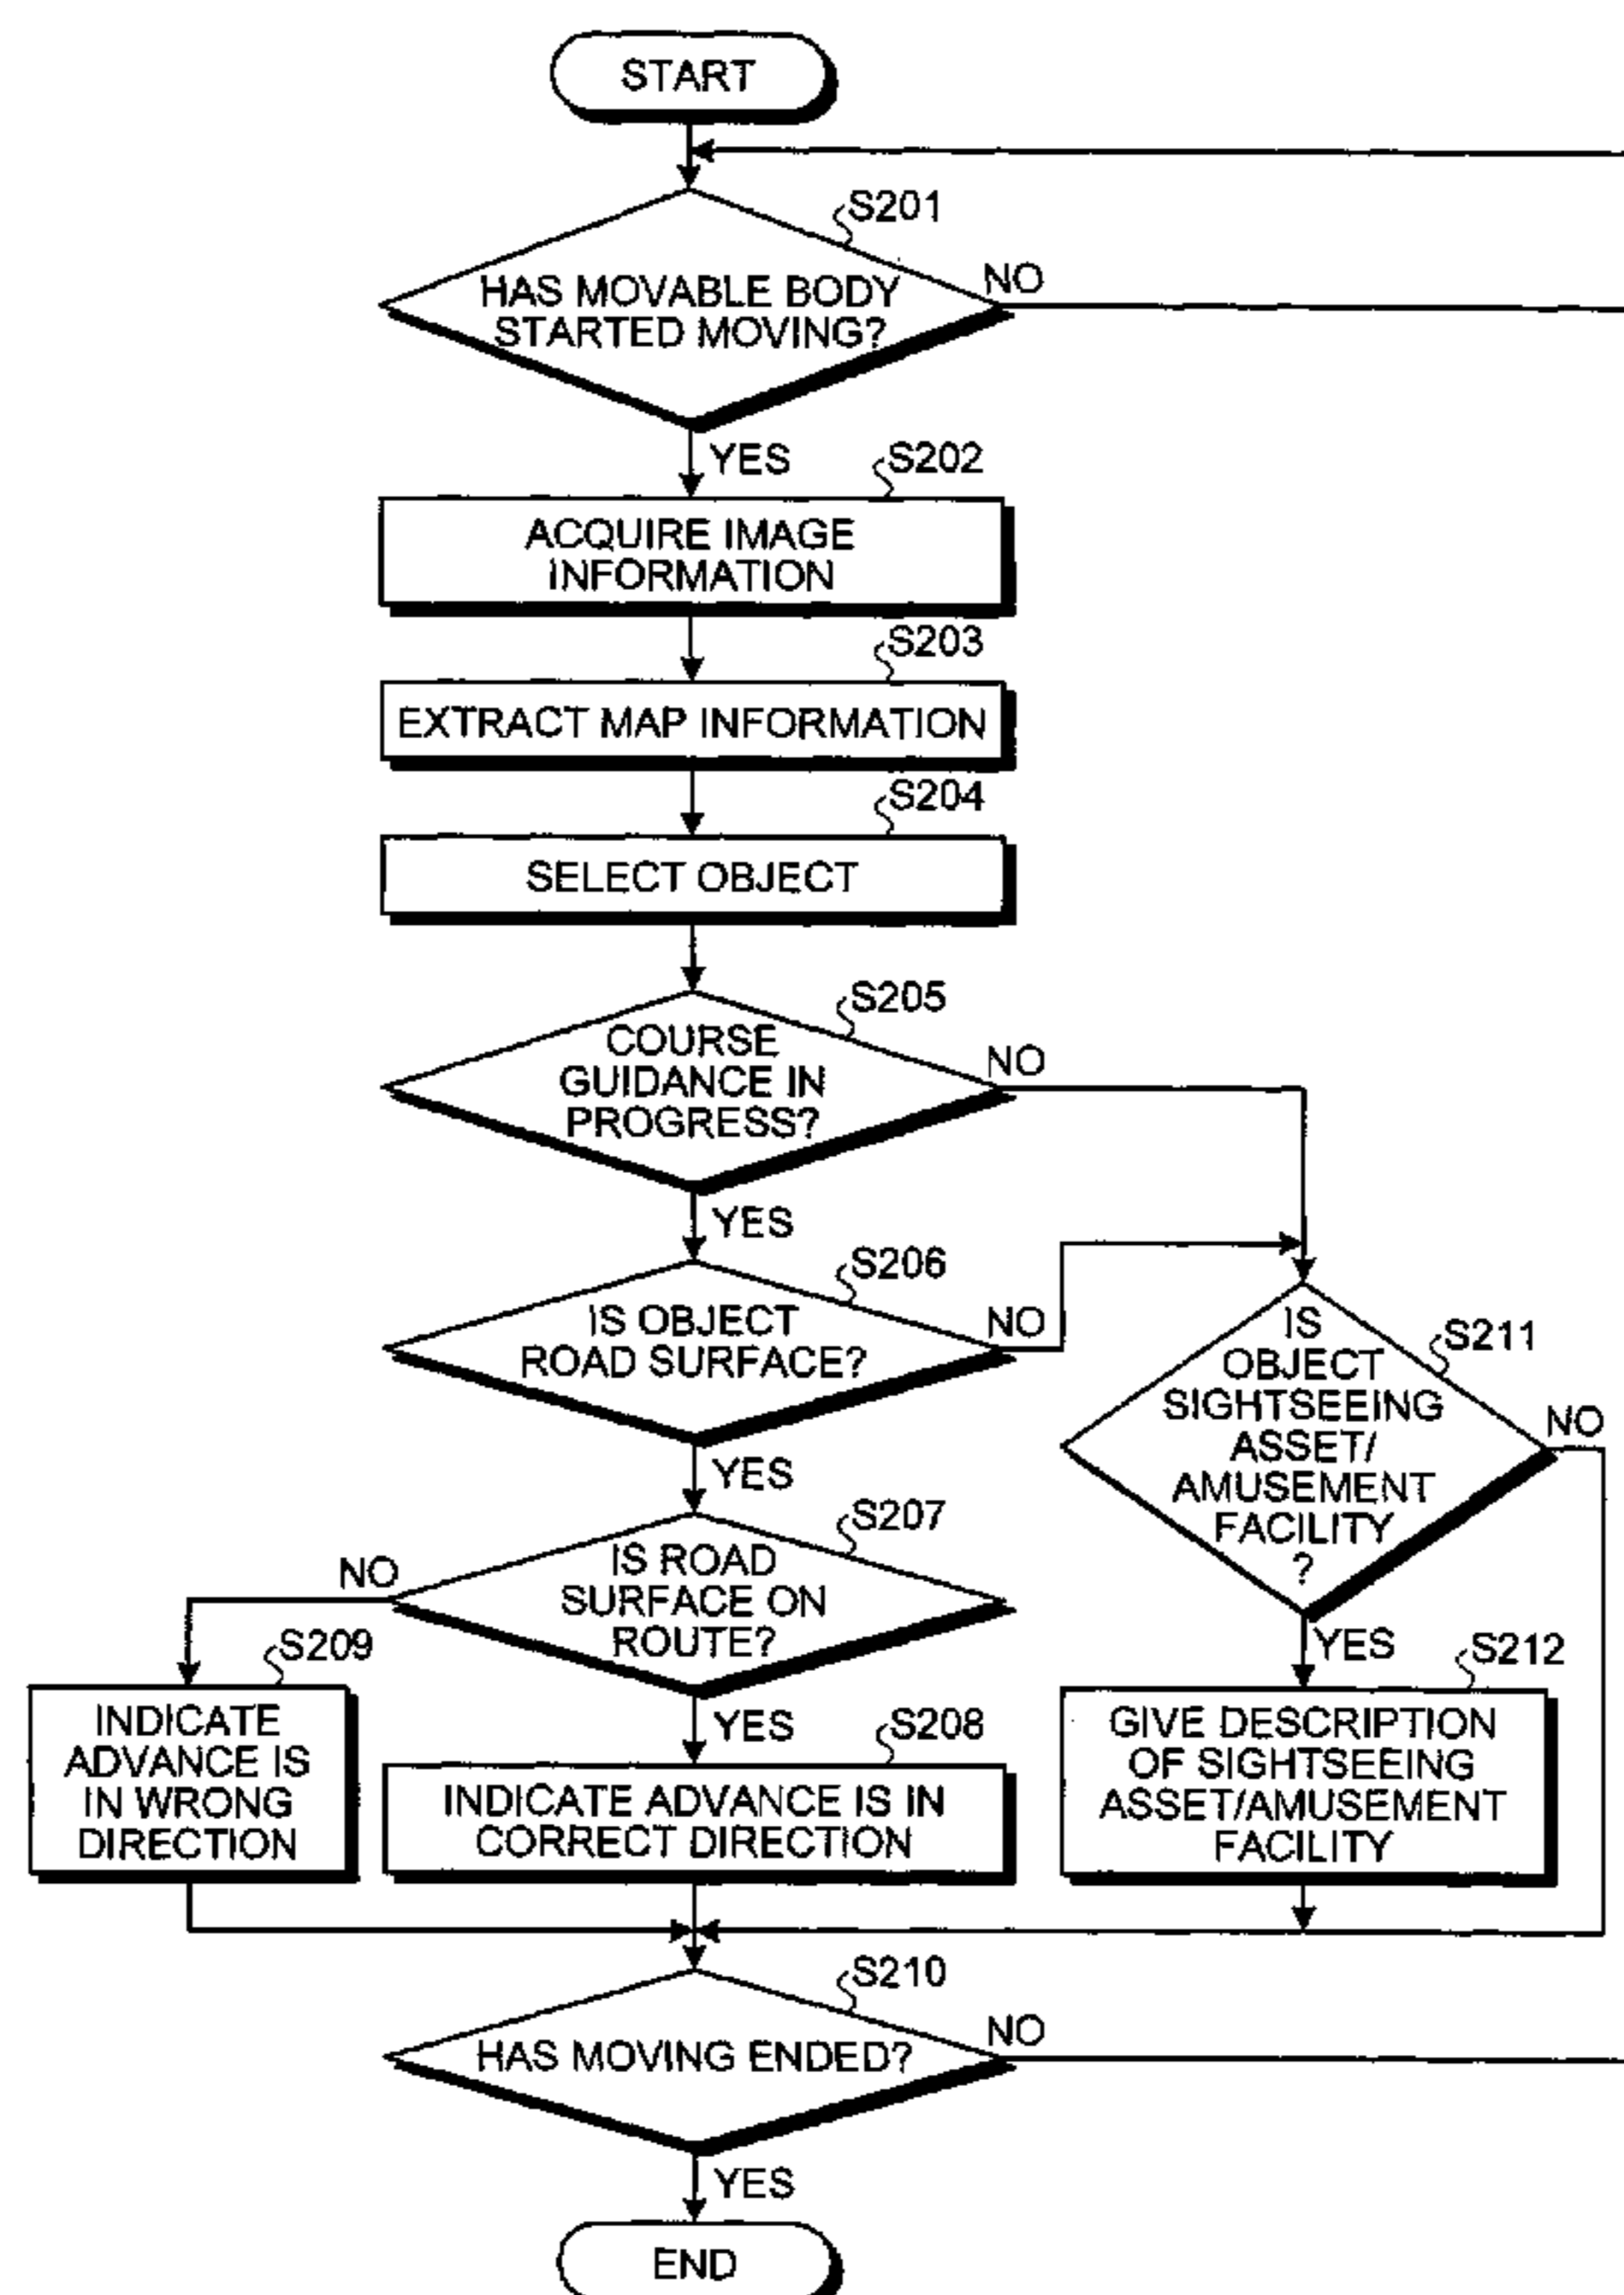 START
S201
HAS MOVABLE BODY
STARTED MOVING?
NO
YES
S202
ACQUIRE IMAGE
INFORMATION
S203
EXTRACT MAP INFORMATION
S204
SELECT OBJECT
S205
COURSE
GUIDANCE IN
PROGRESS?
NO
YES
S206
IS OBJECT
ROAD SURFACE?
NO
YES
S211
IS
OBJECT
SIGHTSEEING
ASSET/
AMUSEMENT
FACILITY
?
NO
YES
S207
IS ROAD
SURFACE ON
ROUTE?
NO
YES
S209
INDICATE
ADVANCE IS
IN WRONG
DIRECTION
S208
INDICATE ADVANCE IS IN
CORRECT DIRECTION
S212
GIVE DESCRIPTION
OF SIGHTSEEING
ASSET/AMUSEMENT
FACILITY
S210
HAS MOVING ENDED?
NO
YES
END